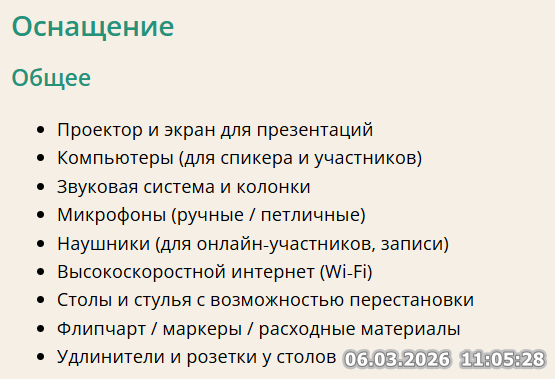 Оснащение
Общее
• Проектор и экран для презентаций
• Компьютеры (для спикера и участников)
• Звуковая система и колонки
• Микрофоны (ручные / петличные)
• Наушники (для онлайн-участников, записи)
• Высокоскоростной интернет (Wi-Fi)
• Столы и стулья с возможностью перестановки
• Флипчарт / маркеры / расходные материалы
• Удлинители и розетки у столов 06.03.2026 11:05:28